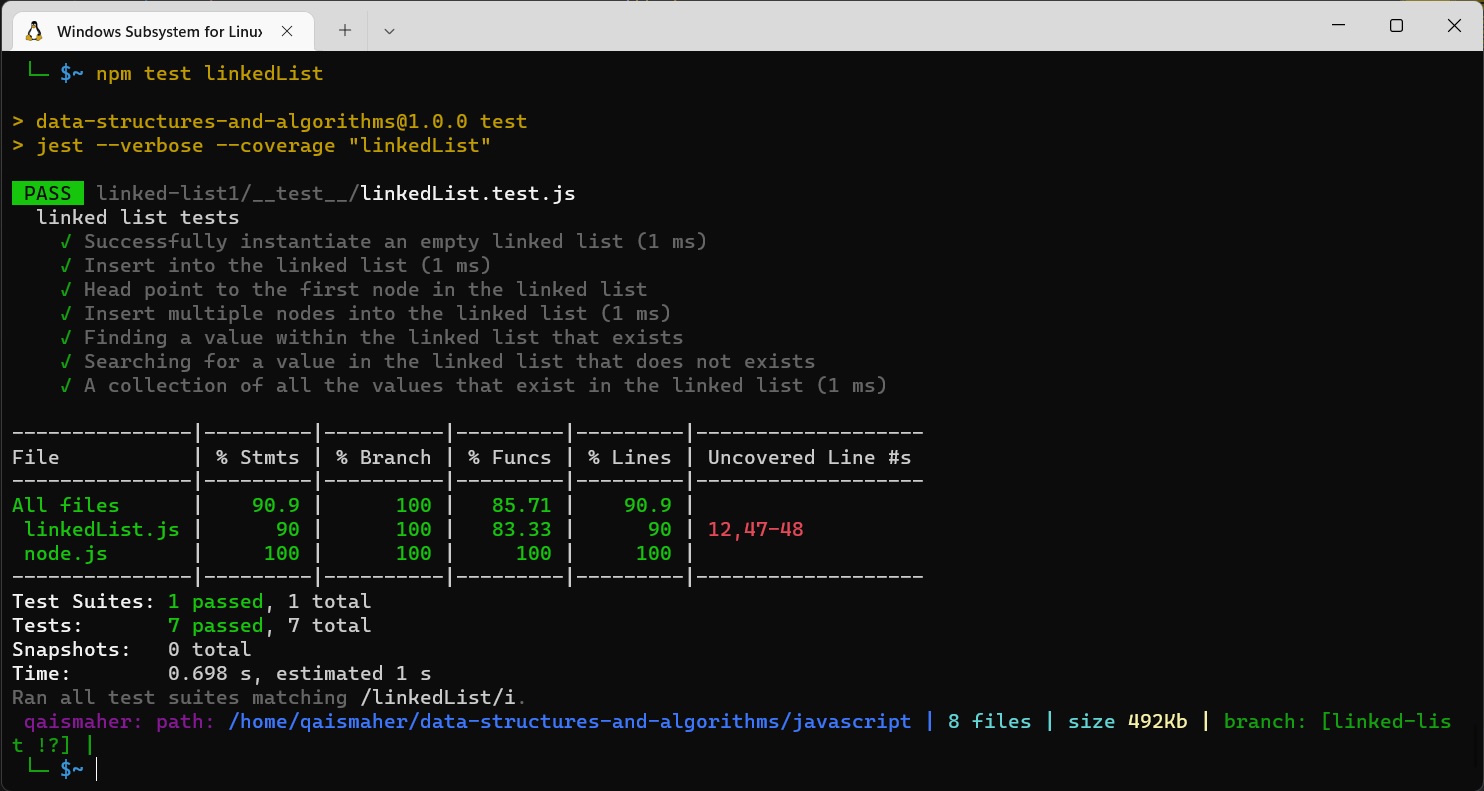 Windows Subsystem for Linux
└─ $~ npm test linkedList
> data-structures-and-algorithms@1.0.0 test
> jest --verbose --coverage "linkedList"
PASS linked-list1/__test__/linkedList.test.js
linked list tests
√ Successfully instantiate an empty linked list (1 ms)
√ Insert into the linked list (1 ms)
√ Head point to the first node in the linked list
√ Insert multiple nodes into the linked list (1 ms)
√ Finding a value within the linked list that exists
√ Searching for a value in the linked list that does not exists
√ A collection of all the values that exist in the linked list (1 ms)
---------------|---------|----------|---------|---------|-------------------
File           | % Stmts | % Branch | % Funcs | % Lines | Uncovered Line #s
---------------|---------|----------|---------|---------|-------------------
All files      |    90.9 |      100 |   85.71 |    90.9 |
 linkedList.js |      90 |      100 |   83.33 |      90 | 12,47-48
 node.js       |     100 |      100 |     100 |     100 |
---------------|---------|----------|---------|---------|-------------------
Test Suites: 1 passed, 1 total
Tests:       7 passed, 7 total
Snapshots:   0 total
Time:        0.698 s, estimated 1 s
Ran all test suites matching /linkedList/i.
qaismaher: path: /home/qaismaher/data-structures-and-algorithms/javascript | 8 files | size 492Kb | branch: [linked-lis
t !?] |
└─ $~